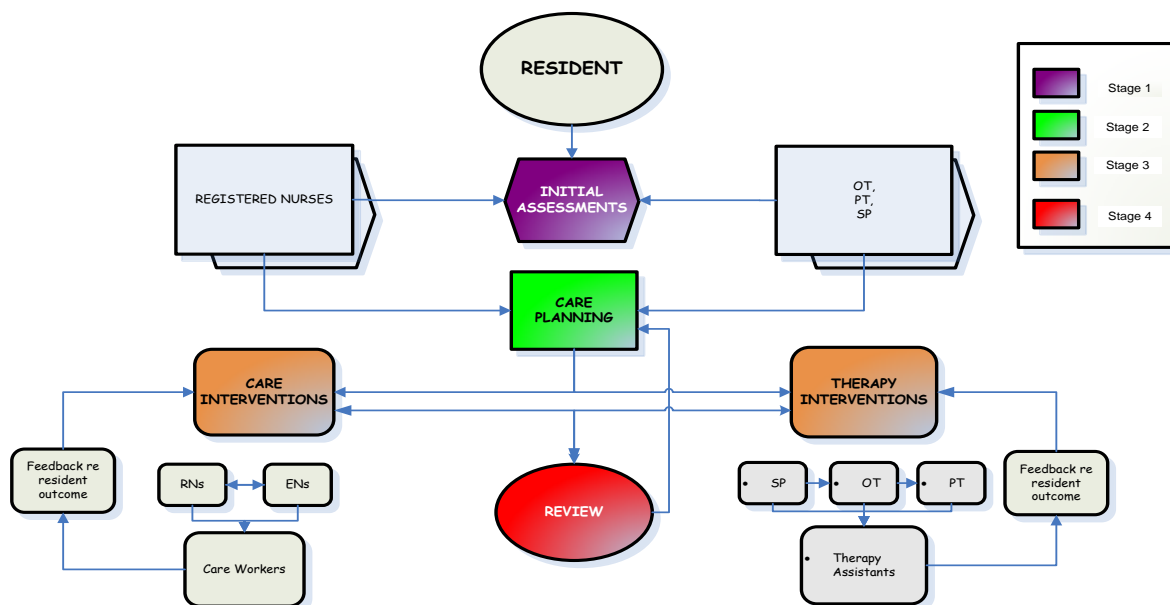 RESIDENT
Stage 1
Stage 2
Stage 3
Stage 4
REGISTERED NURSES
INITIAL
ASSESSMENTS
OT,
PT,
SP
CARE
PLANNING
CARE
INTERVENTIONS
THERAPY
INTERVENTIONS
Feedback re
resident
outcome
RNs
ENs
Care Workers
REVIEW
• SP
• OT
• PT
• Therapy
Assistants
Feedback re
resident
outcome